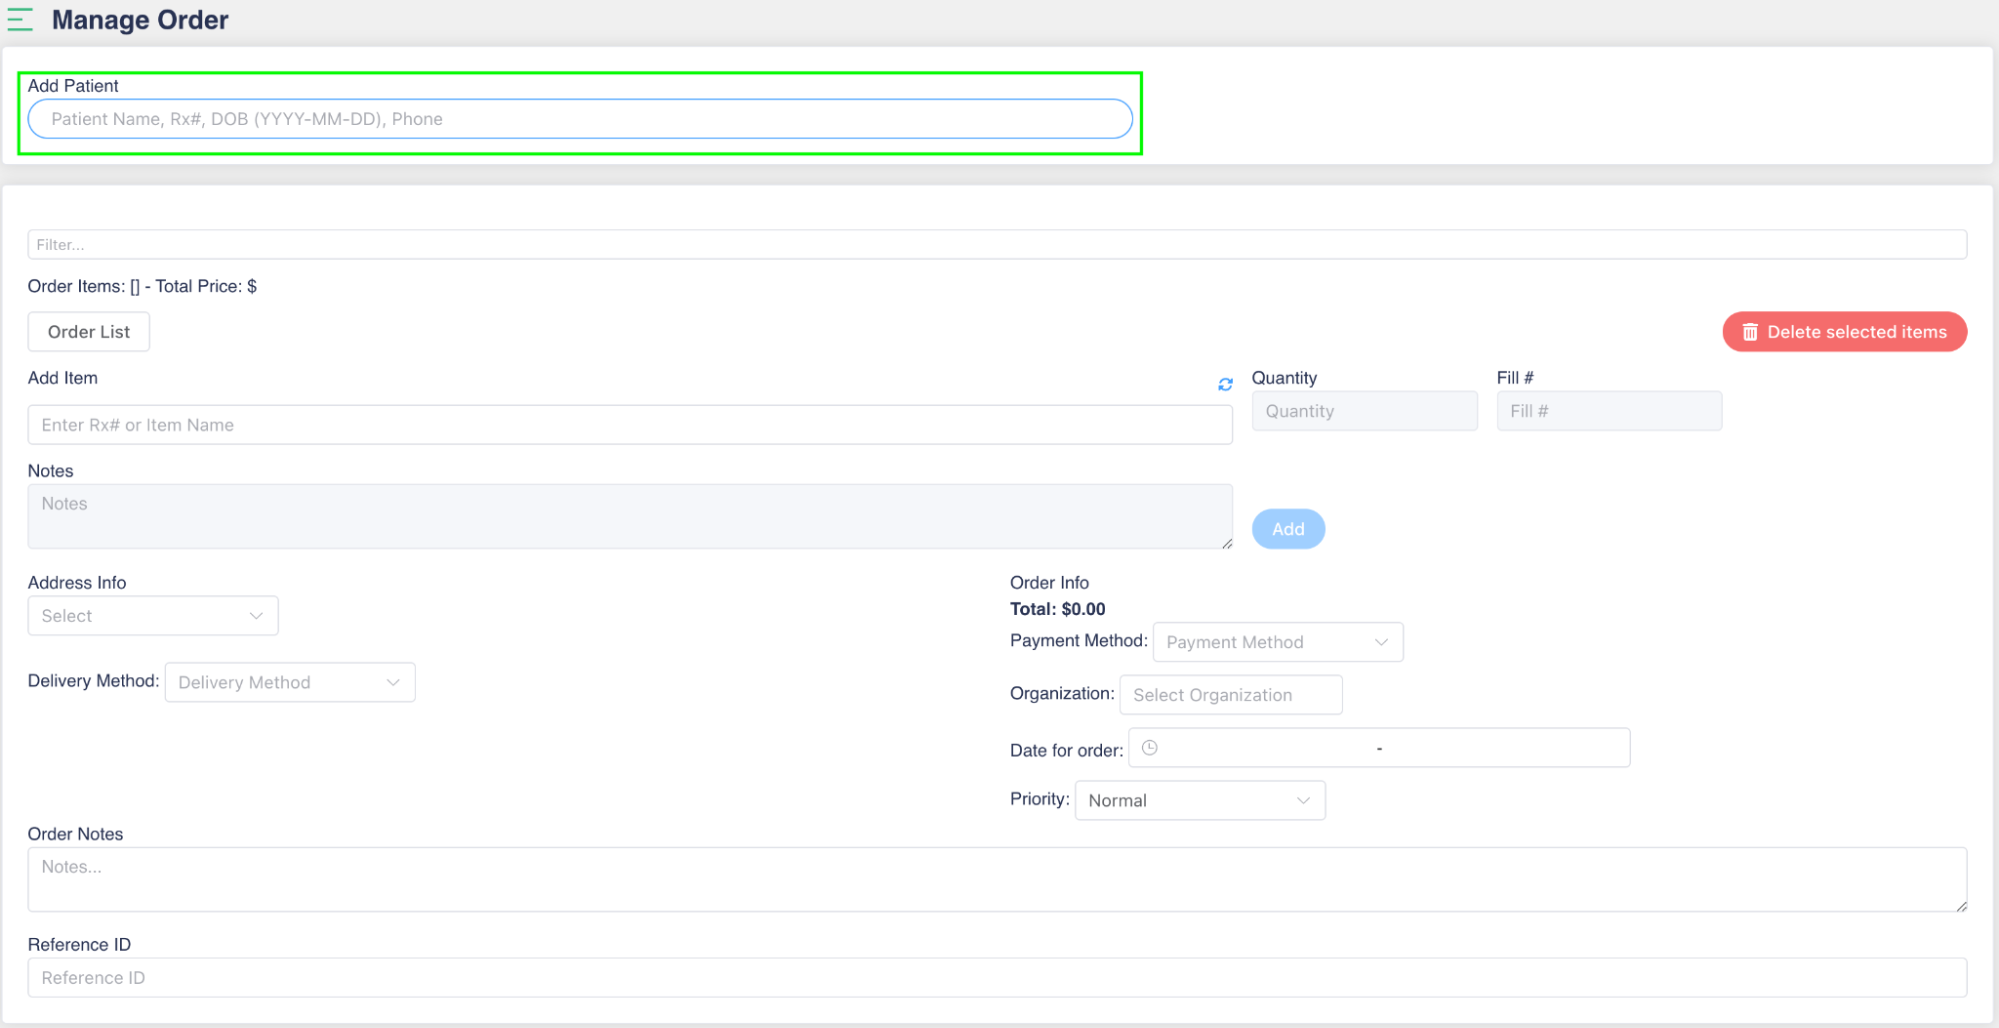 Manage Order
Add Patient
Patient Name, Rx#, DOB (YYYY-MM-DD), Phone
Filter...
Order Items: [] - Total Price: $
Order List
Delete selected items
Add Item
Quantity
Fill #
Enter Rx# or Item Name
Quantity
Fill #
Notes
Notes
Add
Address Info
Select
Delivery Method: Delivery Method
Order Info
Total: $0.00
Payment Method: Payment Method
Organization: Select Organization
Date for order: -
Priority: Normal
Order Notes
Notes...
Reference ID
Reference ID